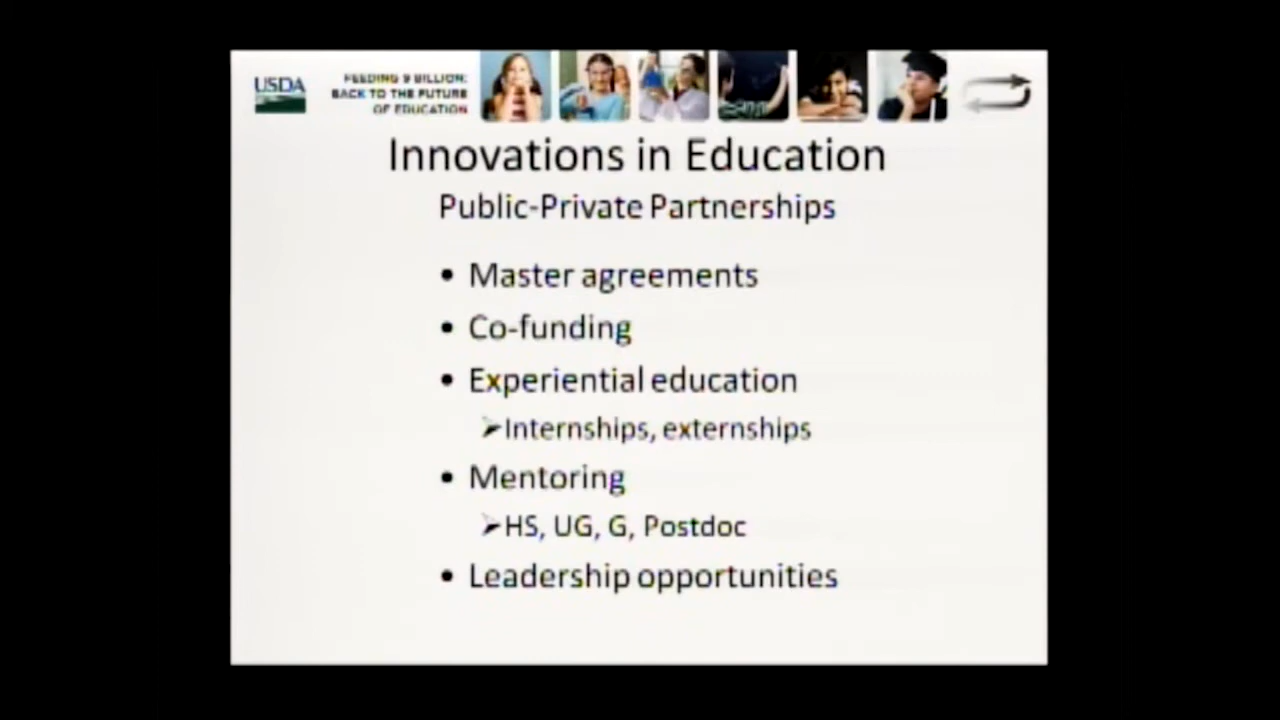 USDA
FEEDING 9 BILLION:
BACK TO THE FUTURE
OF EDUCATION
Innovations in Education
Public-Private Partnerships
• Master agreements
• Co-funding
• Experiential education
➢Internships, externships
• Mentoring
➢HS, UG, G, Postdoc
• Leadership opportunities